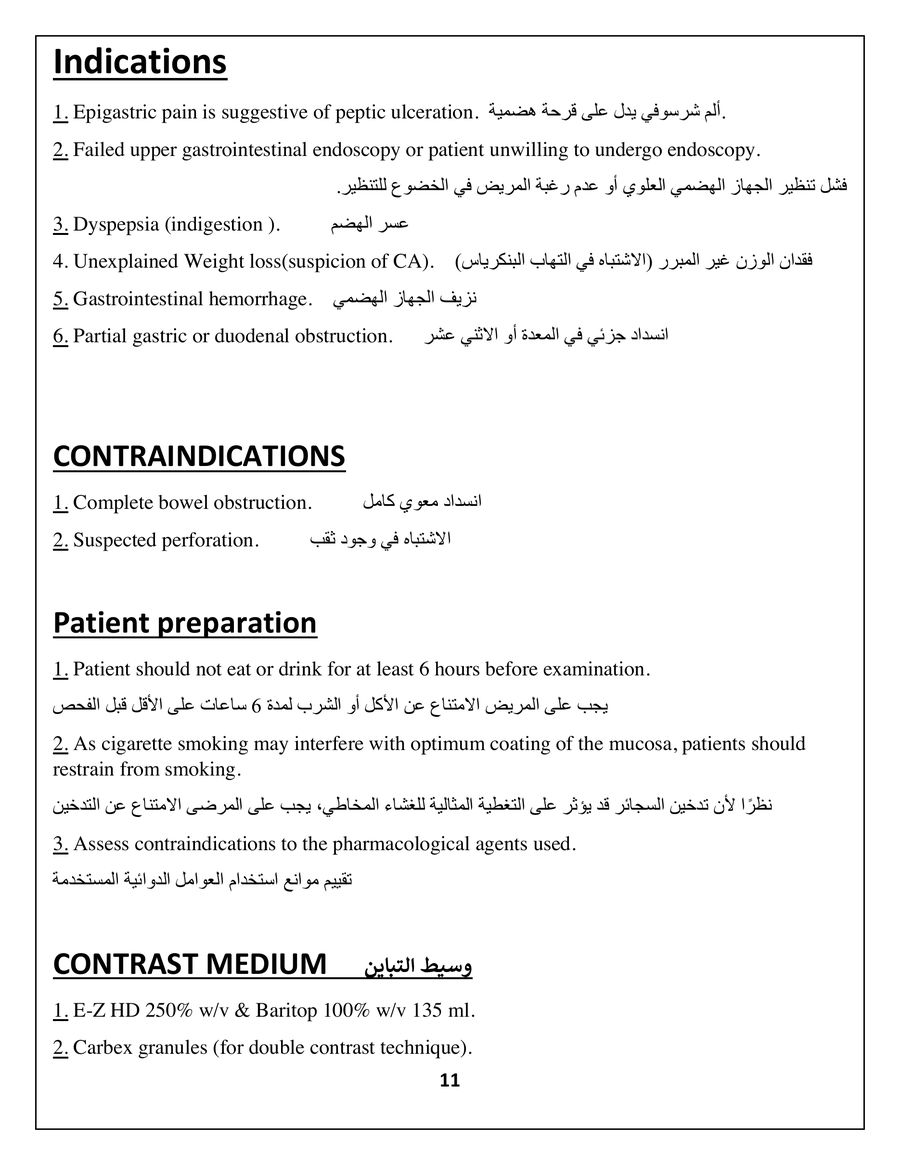 Indications
1. Epigastric pain is suggestive of peptic ulceration. ألم شرسوفي يدل على قرحة هضمية.
2. Failed upper gastrointestinal endoscopy or patient unwilling to undergo endoscopy.
فشل تنظير الجهاز الهضمي العلوي أو عدم رغبة المريض في الخضوع للتنظير.
3. Dyspepsia (indigestion ). عسر الهضم
4. Unexplained Weight loss(suspicion of CA). فقدان الوزن غير المبرر (الاشتباه في التهاب البنكرياس)
5. Gastrointestinal hemorrhage. نزيف الجهاز الهضمي
6. Partial gastric or duodenal obstruction. انسداد جزئي في المعدة أو الاثني عشر
CONTRAINDICATIONS
1. Complete bowel obstruction. انسداد معوي كامل
2. Suspected perforation. الاشتباه في وجود ثقب
Patient preparation
1. Patient should not eat or drink for at least 6 hours before examination.
يجب على المريض الامتناع عن الأكل أو الشرب لمدة 6 ساعات على الأقل قبل الفحص
2. As cigarette smoking may interfere with optimum coating of the mucosa, patients should
restrain from smoking.
نظرًا لأن تدخين السجائر قد يؤثر على التغطية المثالية للغشاء المخاطي، يجب على المرضى الامتناع عن التدخين
3. Assess contraindications to the pharmacological agents used.
تقييم موانع استخدام العوامل الدوائية المستخدمة
CONTRAST MEDIUM وسيط التباين
1. E-Z HD 250% w/v & Baritop 100% w/v 135 ml.
2. Carbex granules (for double contrast technique).
11